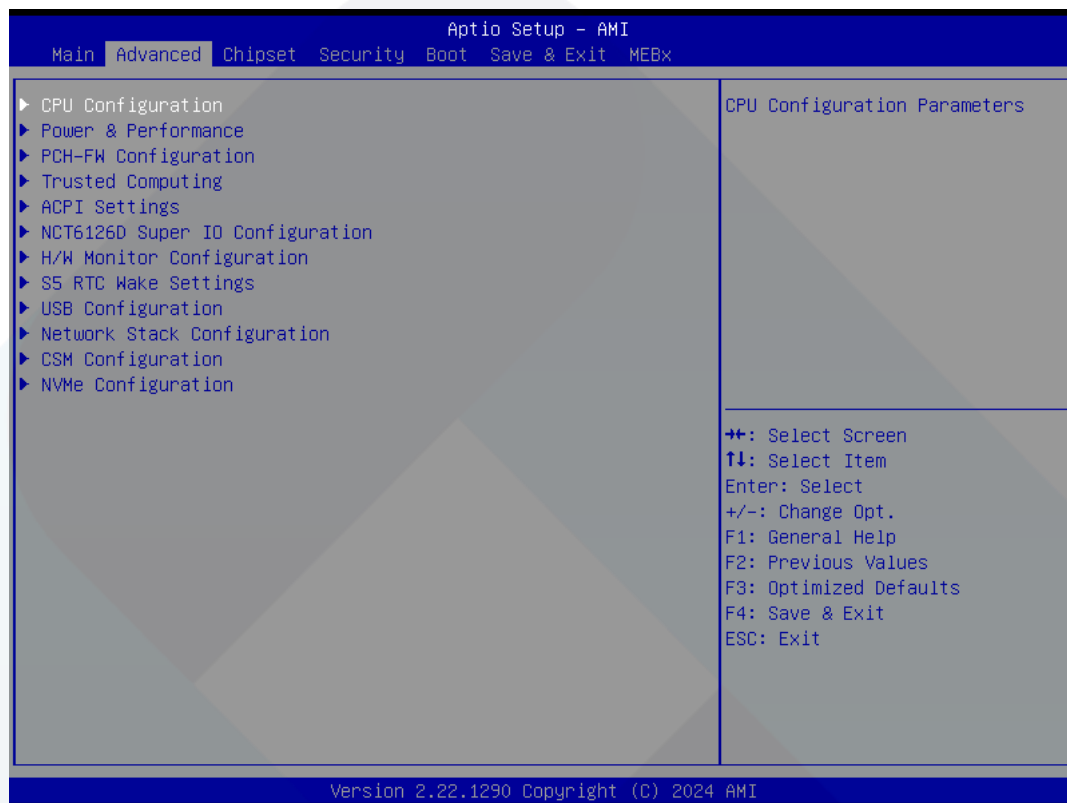 Aptio Setup – AMI
Main Advanced Chipset Security Boot Save & Exit MEBx
▶ CPU Configuration
▶ Power & Performance
▶ PCH-FW Configuration
▶ Trusted Computing
▶ ACPI Settings
▶ NCT6126D Super IO Configuration
▶ H/W Monitor Configuration
▶ S5 RTC Wake Settings
▶ USB Configuration
▶ Network Stack Configuration
▶ CSM Configuration
▶ NVMe Configuration
CPU Configuration Parameters
→←: Select Screen
↑↓: Select Item
Enter: Select
+/-: Change Opt.
F1: General Help
F2: Previous Values
F3: Optimized Defaults
F4: Save & Exit
ESC: Exit
Version 2.22.1290 Copyright (C) 2024 AMI